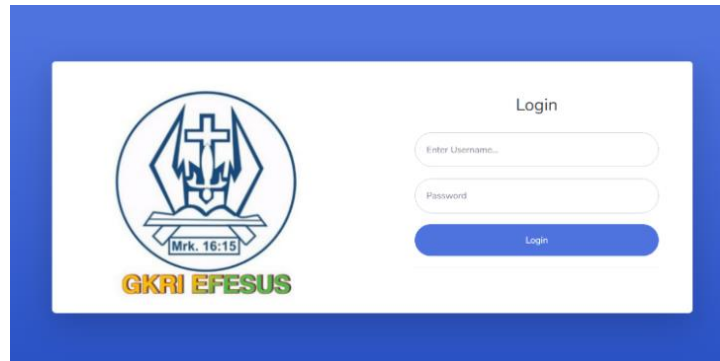 Login
Enter Username...
Password
Login
Mrk. 16:15
GKRI EFESUS